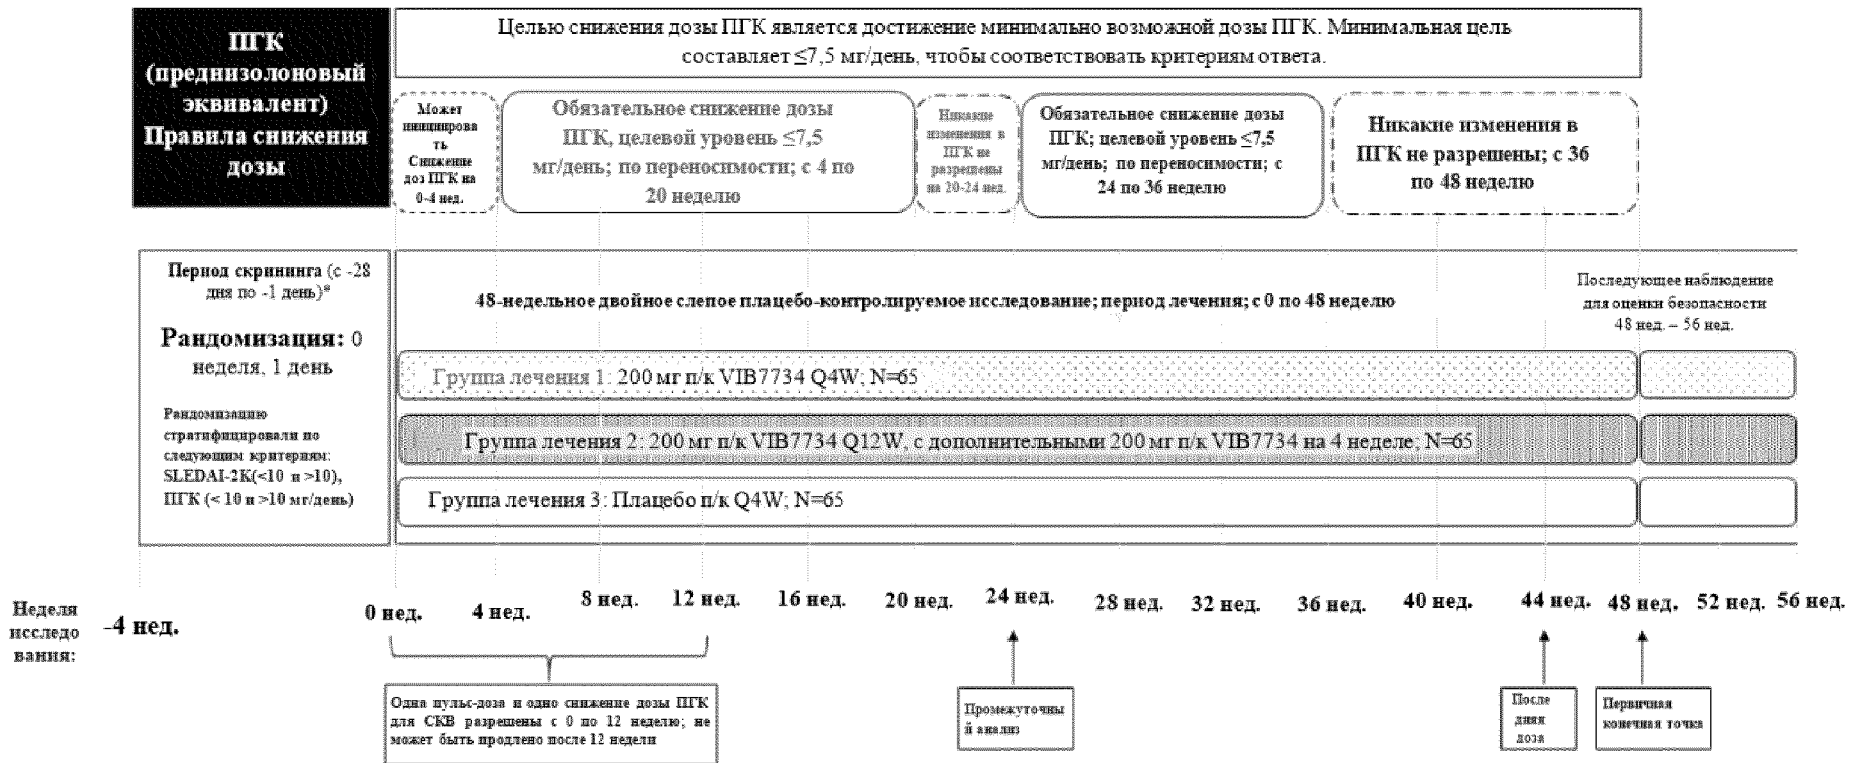 ПГК
(преднизолоновый
эквивалент)
Правила снижения
дозы
Целью снижения дозы ПГК является достижение минимально возможной дозы ПГК. Минимальная цель
составляет ≤7,5 мг/день, чтобы соответствовать критериям ответа.
Может
инициирова
ть
Снижение
доз ПГК на
0-4 нед.
Обязательное снижение дозы
ПГК, целевой уровень ≤7,5
мг/день; по переносимости; с 4 по
20 неделю
Никакие
изменения в
ПГК не
разрешены
на 20-24 нед.
Обязательное снижение дозы
ПГК; целевой уровень ≤7,5
мг/день; по переносимости; с
24 по 36 неделю
Никакие изменения в
ПГК не разрешены; с 36
по 48 неделю
Период скрининга (с -28
дня по -1 день)*
Рандомизация: 0
неделя, 1 день
Рандомизацию
стратифицировали по
следующим критериям:
SLEDAI-2K(<10 и >10),
ПГК (< 10 и >10 мг/день)
48-недельное двойное слепое плацебо-контролируемое исследование; период лечения; с 0 по 48 неделю
Последующее наблюдение
для оценки безопасности
48 нед. – 56 нед.
Группа лечения 1: 200 мг п/к VIB7734 Q4W; N=65
Группа лечения 2: 200 мг п/к VIB7734 Q12W, с дополнительными 200 мг п/к VIB7734 на 4 неделе; N=65
Группа лечения 3: Плацебо п/к Q4W; N=65
Неделя
исследо
вания:
-4 нед.
0 нед.
4 нед.
8 нед.
12 нед.
16 нед.
20 нед.
24 нед.
28 нед.
32 нед.
36 нед.
40 нед.
44 нед.
48 нед.
52 нед.
56 нед.
Одна пульс-доза и одно снижение дозы ПГК
для СКВ разрешены с 0 по 12 неделю; не
может быть продлено после 12 недели
Промежуточны
й анализ
После
дняя
доза
Первичная
конечная точка